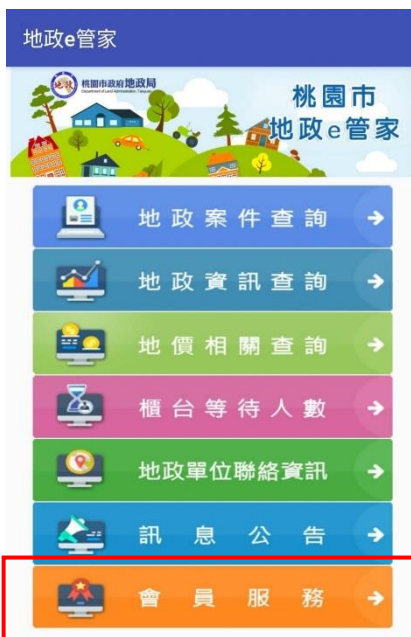 地政e管家
桃園市政府地政局
桃園市
地政e管家
地政案件查詢
地政資訊查詢
地價相關查詢
櫃台等待人數
地政單位聯絡資訊
訊息公告
會員服務